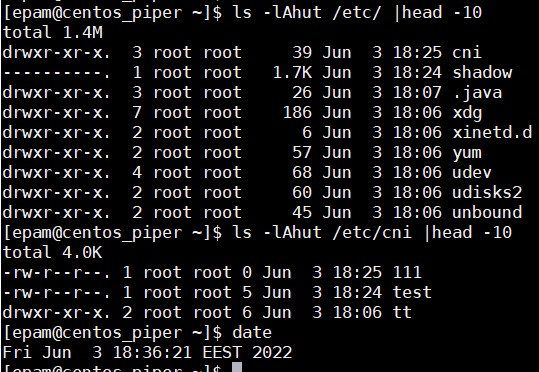 [epam@centos_piper ~]$ ls -lAhut /etc/ |head -10
total 1.4M
drwxr-xr-x.  3 root root    39 Jun  3 18:25 cni
----------.  1 root root  1.7K Jun  3 18:24 shadow
drwxr-xr-x.  3 root root    26 Jun  3 18:07 .java
drwxr-xr-x.  7 root root   186 Jun  3 18:06 xdg
drwxr-xr-x.  2 root root     6 Jun  3 18:06 xinetd.d
drwxr-xr-x.  2 root root    57 Jun  3 18:06 yum
drwxr-xr-x.  4 root root    68 Jun  3 18:06 udev
drwxr-xr-x.  2 root root    60 Jun  3 18:06 udisks2
drwxr-xr-x.  2 root root    45 Jun  3 18:06 unbound
[epam@centos_piper ~]$ ls -lAhut /etc/cni |head -10
total 4.0K
-rw-r--r--. 1 root root 0 Jun  3 18:25 111
-rw-r--r--. 1 root root 5 Jun  3 18:24 test
drwxr-xr-x. 2 root root 6 Jun  3 18:06 tt
[epam@centos_piper ~]$ date
Fri Jun  3 18:36:21 EEST 2022
[epam@centos_piper ~]$